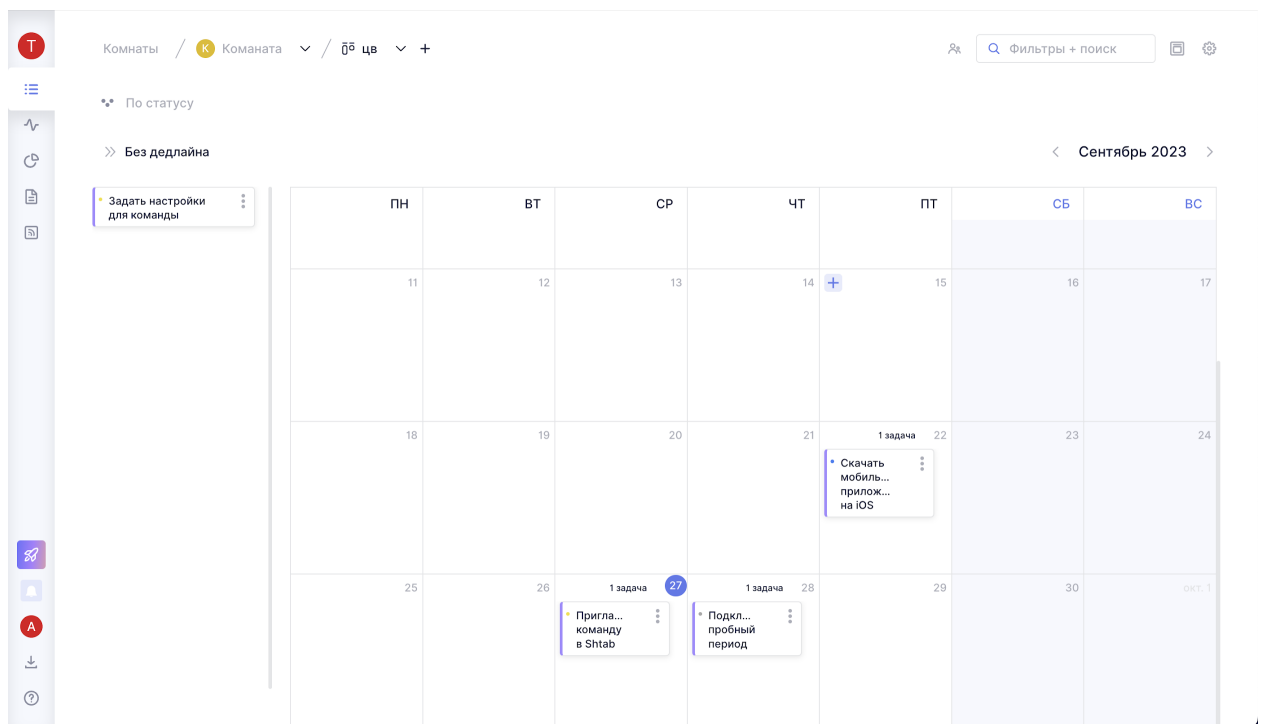 T
Комнаты / К Команата / цв +
Фильтры + поиск
По статусу
Без дедлайна
Сентябрь 2023
Задать настройки
для команды
ПН ВТ СР ЧТ ПТ СБ ВС
11 12 13 14 + 15 16 17
18 19 20 21 1 задача 22 23 24
Скачать
мобиль...
прилож...
на iOS
25 26 1 задача 27 1 задача 28 29 30 окт. 1
Пригла...
команду
в Shtab
Подкл...
пробный
период
A